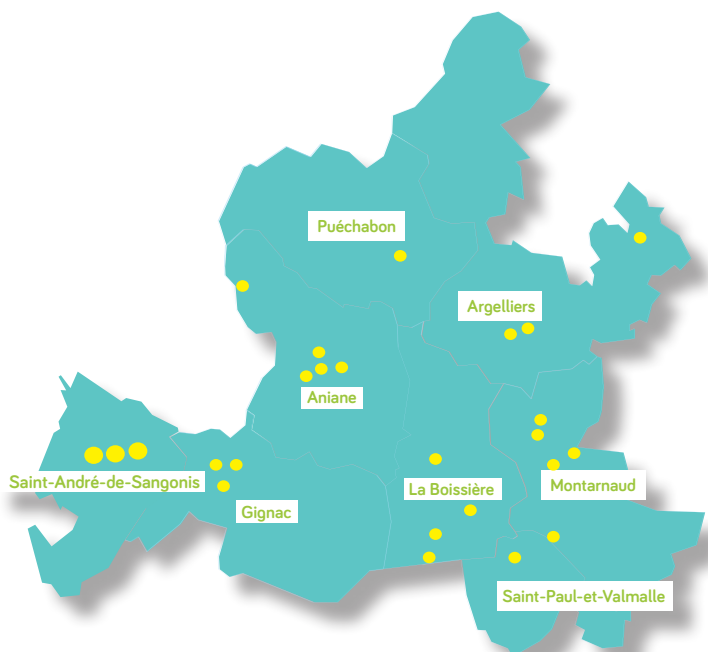 Puéchabon
Argelliers
Aniane
Saint-André-de-Sangonis
La Boissière
Montarnaud
Gignac
Saint-Paul-et-Valmalle